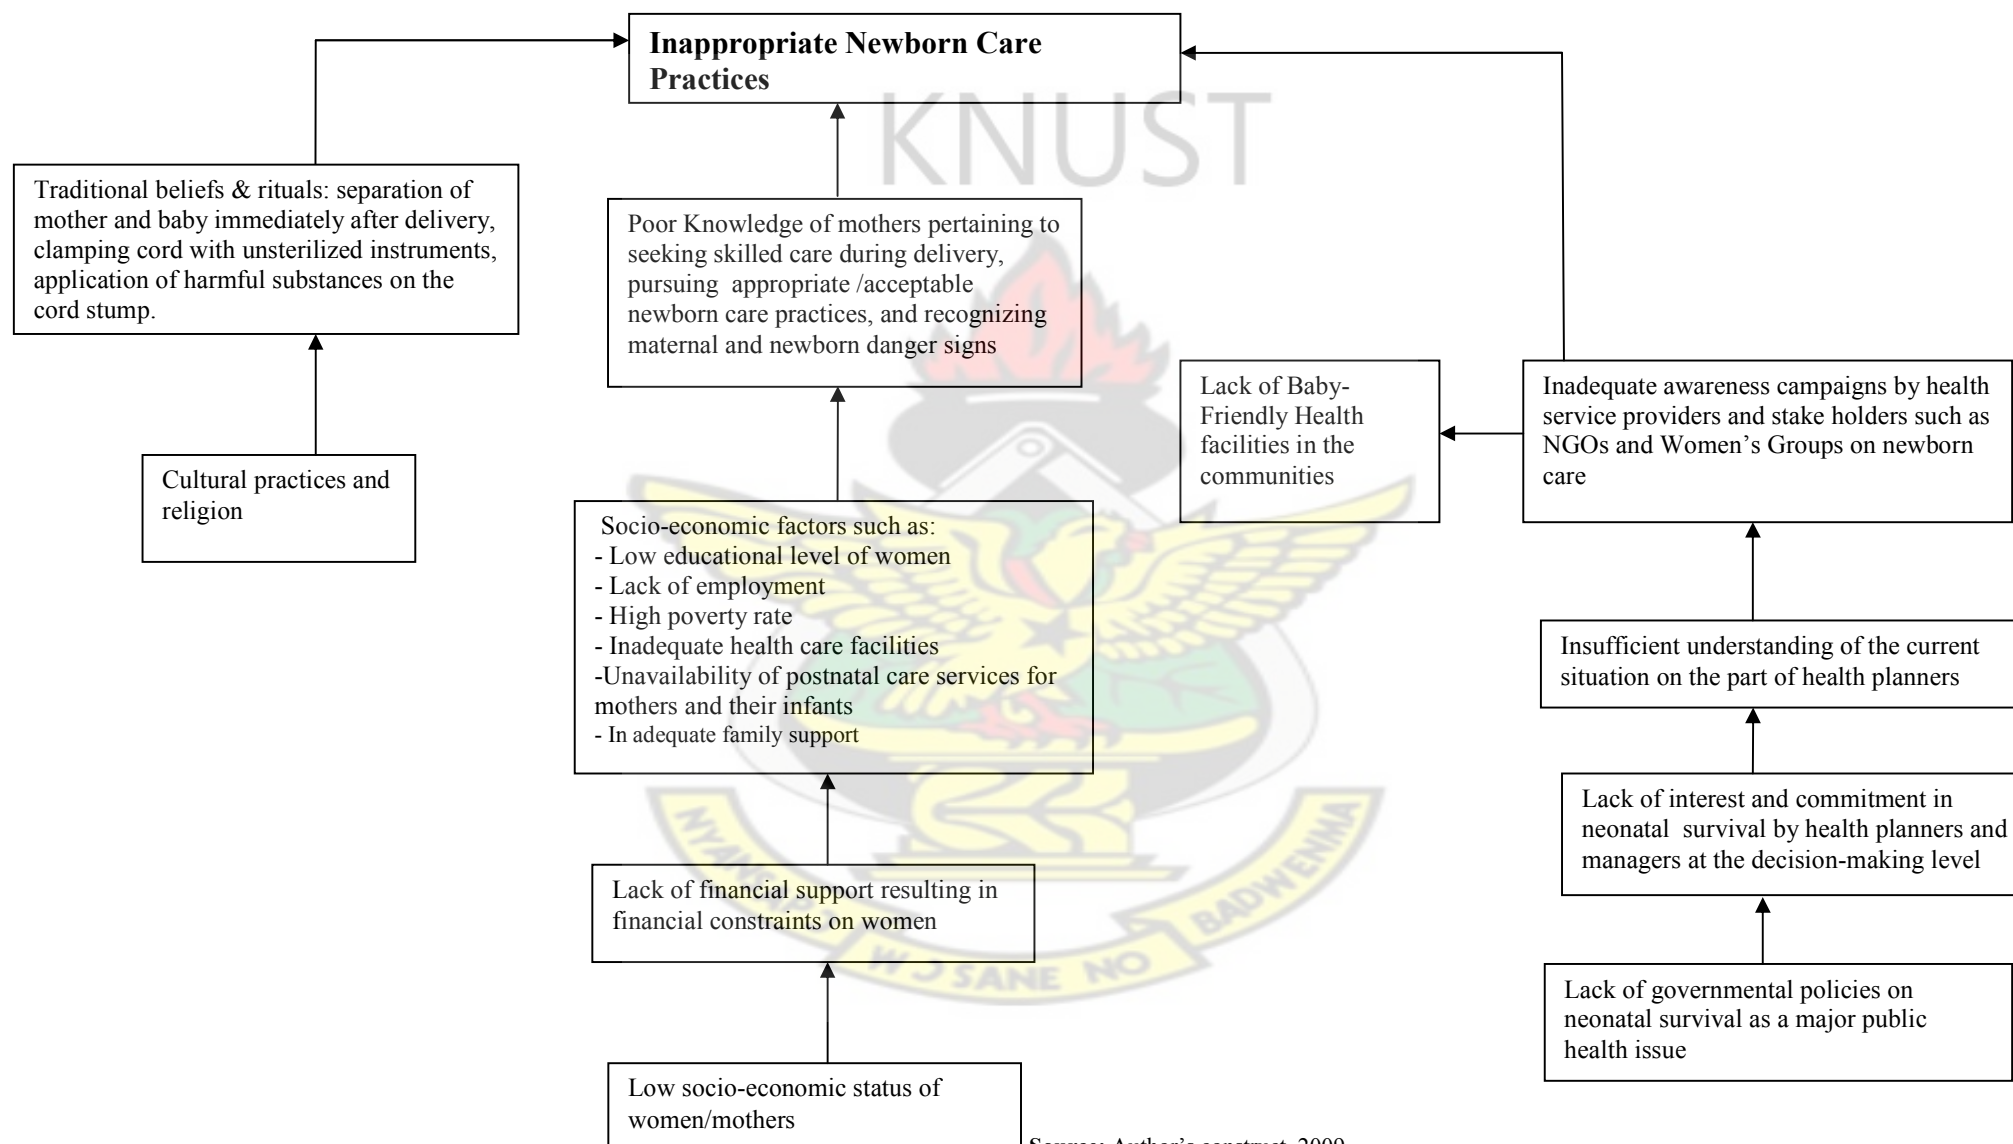 Inappropriate Newborn Care
Practices
KNUST
Traditional beliefs & rituals: separation of
mother and baby immediately after delivery,
clamping cord with unsterilized instruments,
application of harmful substances on the
cord stump.
Poor Knowledge of mothers pertaining to
seeking skilled care during delivery,
pursuing appropriate /acceptable
newborn care practices, and recognizing
maternal and newborn danger signs
Lack of Baby-
Friendly Health
facilities in the
communities
Inadequate awareness campaigns by health
service providers and stake holders such as
NGOs and Women’s Groups on newborn
care
Cultural practices and
religion
Socio-economic factors such as:
- Low educational level of women
- Lack of employment
- High poverty rate
- Inadequate health care facilities
-Unavailability of postnatal care services for
mothers and their infants
- In adequate family support
Insufficient understanding of the current
situation on the part of health planners
Lack of interest and commitment in
neonatal survival by health planners and
managers at the decision-making level
Lack of financial support resulting in
financial constraints on women
NYANSAPƆ WƆ SANE NO BADWENMA
Lack of governmental policies on
neonatal survival as a major public
health issue
Low socio-economic status of
women/mothers
Source: Author’s construct, 2009